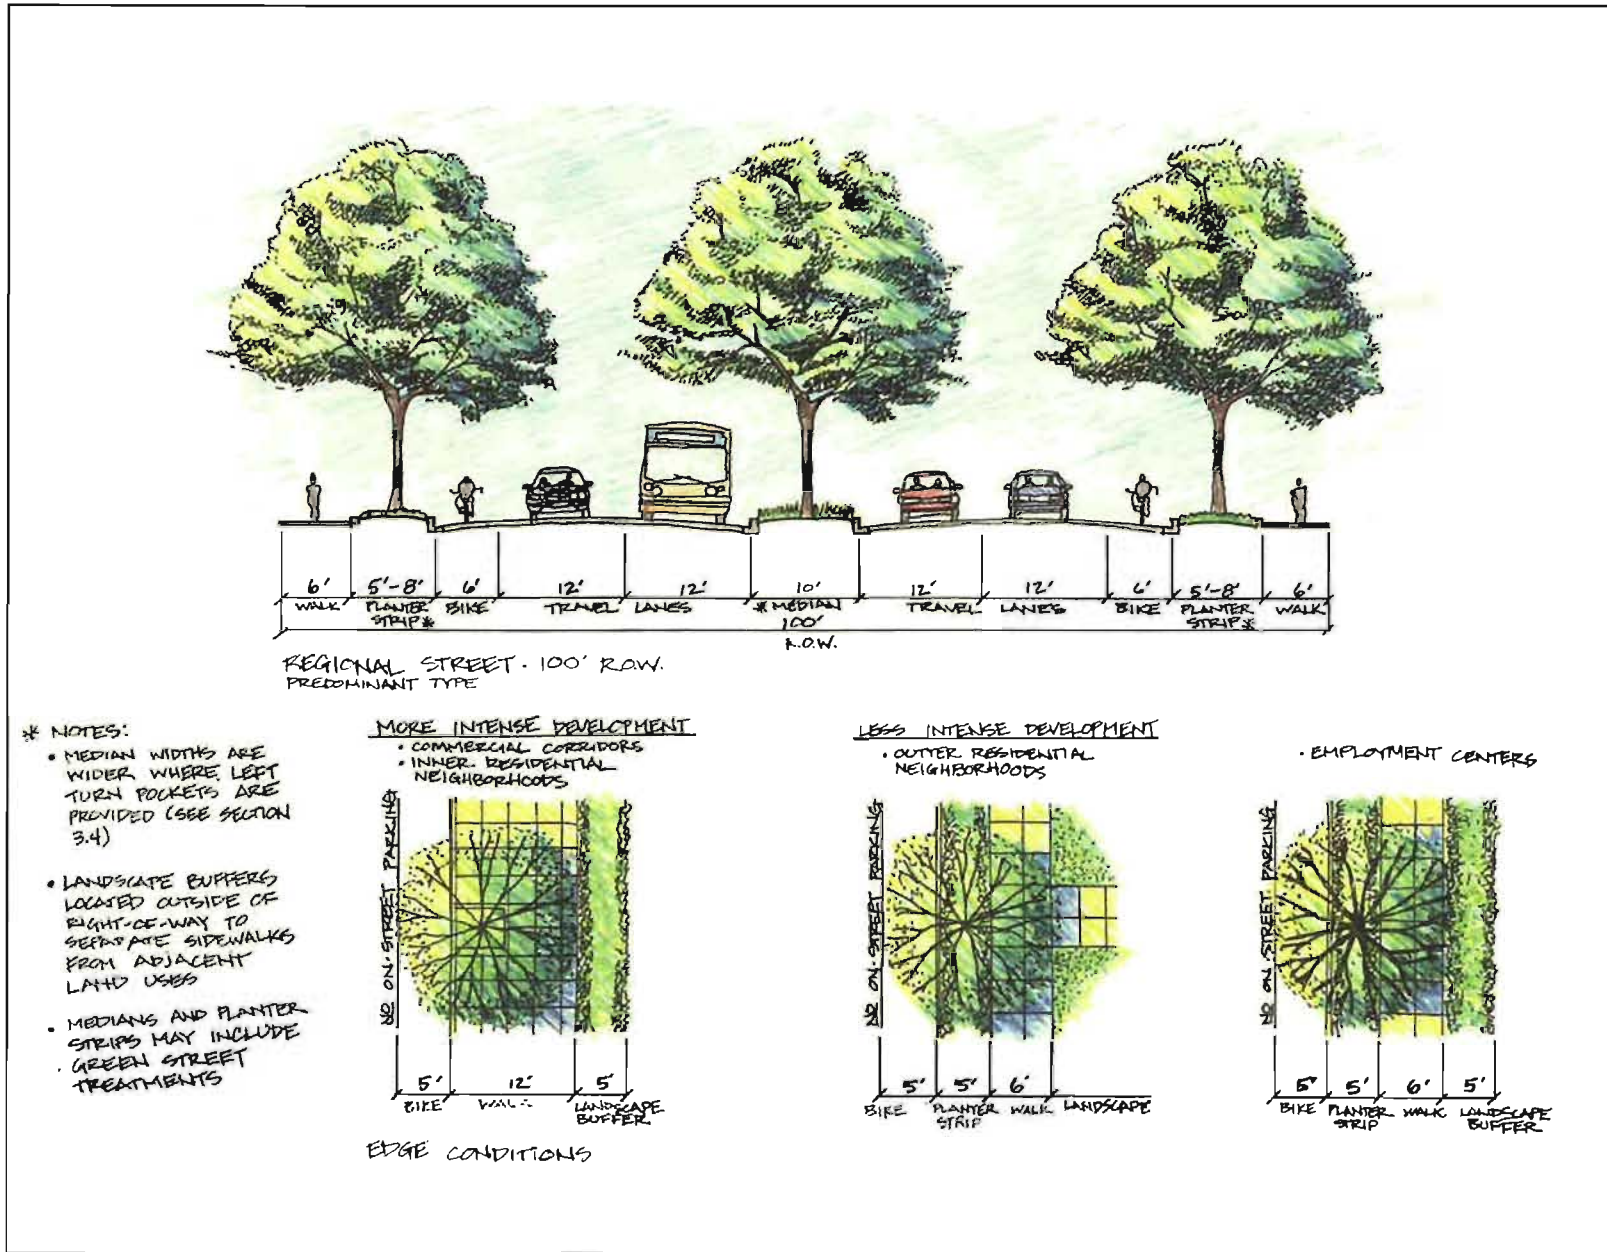 6' 5'-8' 6' 12' 12' 10' 12' 12' 6' 5'-8' 6'
WALK PLANTER STRIP* BIKE TRAVEL LANES *MEDIAN TRAVEL LANES BIKE PLANTER STRIP* WALK
100'
R.O.W.
REGIONAL STREET · 100' R.O.W.
PREDOMINANT TYPE
* NOTES:
• MEDIAN WIDTHS ARE
WIDER WHERE LEFT
TURN POCKETS ARE
PROVIDED (SEE SECTION
3.4)
• LANDSCAPE BUFFERS
LOCATED OUTSIDE OF
RIGHT-OF-WAY TO
SEPARATE SIDEWALKS
FROM ADJACENT
LAND USES
• MEDIANS AND PLANTER
STRIPS MAY INCLUDE
GREEN STREET
TREATMENTS
MORE INTENSE DEVELOPMENT
• COMMERCIAL CORRIDORS
• INNER RESIDENTIAL
NEIGHBORHOODS
NO ON-STREET PARKING
5' 12' 5'
BIKE WALK LANDSCAPE
BUFFER
LESS INTENSE DEVELOPMENT
• OUTTER RESIDENTIAL
NEIGHBORHOODS
NO ON-STREET PARKING
5' 5' 6'
BIKE PLANTER WALK LANDSCAPE
STRIP
• EMPLOYMENT CENTERS
NO ON-STREET PARKING
5' 5' 6' 5'
BIKE PLANTER WALK LANDSCAPE
STRIP BUFFER
EDGE CONDITIONS